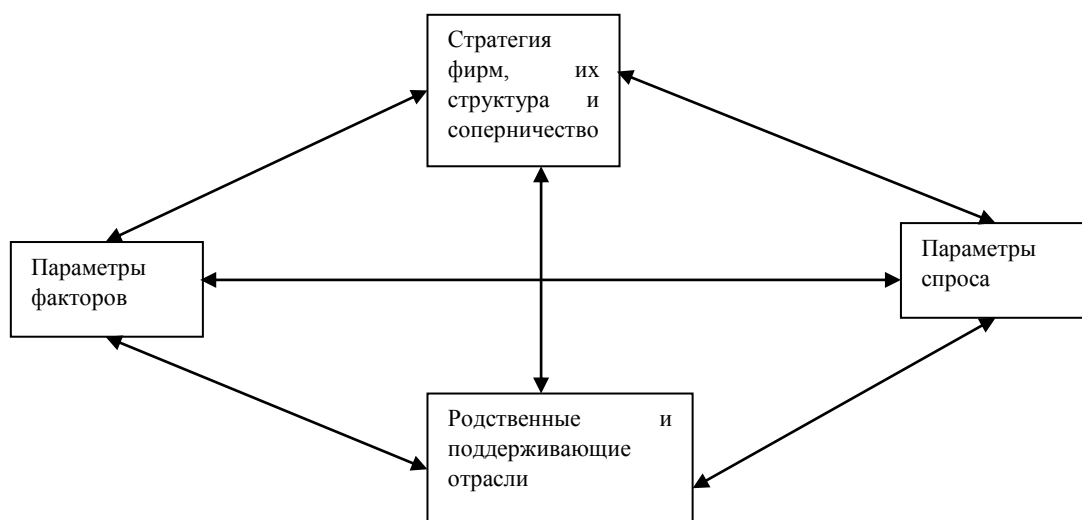 Стратегия
фирм, их
структура и
соперничество
Параметры
факторов
Параметры
спроса
Родственные и
поддерживающие
отрасли